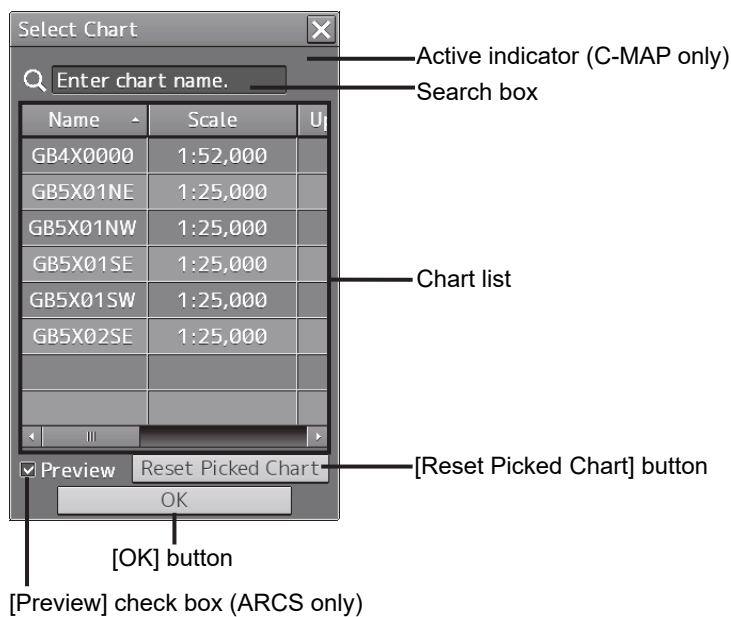 Select Chart
Active indicator (C-MAP only)
Enter chart name.
Search box
Name Scale Up
GB4X0000 1:52,000
GB5X01NE 1:25,000
GB5X01NW 1:25,000
GB5X01SE 1:25,000
Chart list
GB5X01SW 1:25,000
GB5X02SE 1:25,000
Preview Reset Picked Chart
[Reset Picked Chart] button
OK
[OK] button
[Preview] check box (ARCS only)